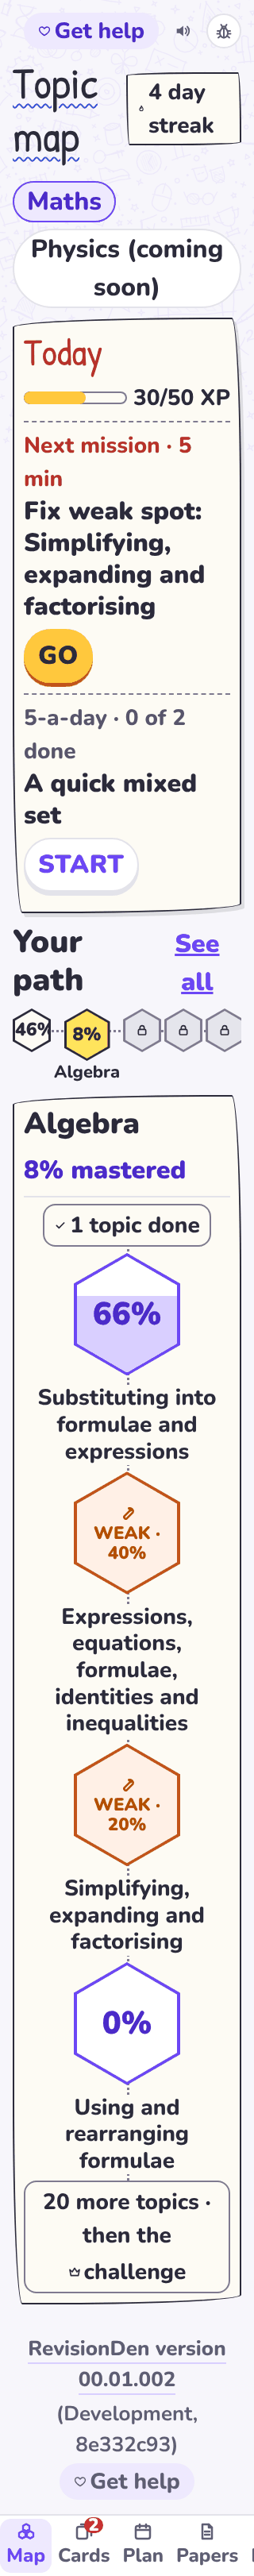 Get help
Topic
map
4 day
streak
Maths
Physics (coming
soon)
Today
30/50 XP
Next mission · 5
min
Fix weak spot:
Simplifying,
expanding and
factorising
GO
5-a-day · 0 of 2
done
A quick mixed
set
START
Your
path
See
all
46%
8%
Algebra
Algebra
8% mastered
1 topic done
66%
Substituting into
formulae and
expressions
WEAK ·
40%
Expressions,
equations,
formulae,
identities and
inequalities
WEAK ·
20%
Simplifying,
expanding and
factorising
0%
Using and
rearranging
formulae
20 more topics ·
then the
challenge
RevisionDen version
00.01.002
(Development,
8e332c93)
Get help
2
Map Cards Plan Papers